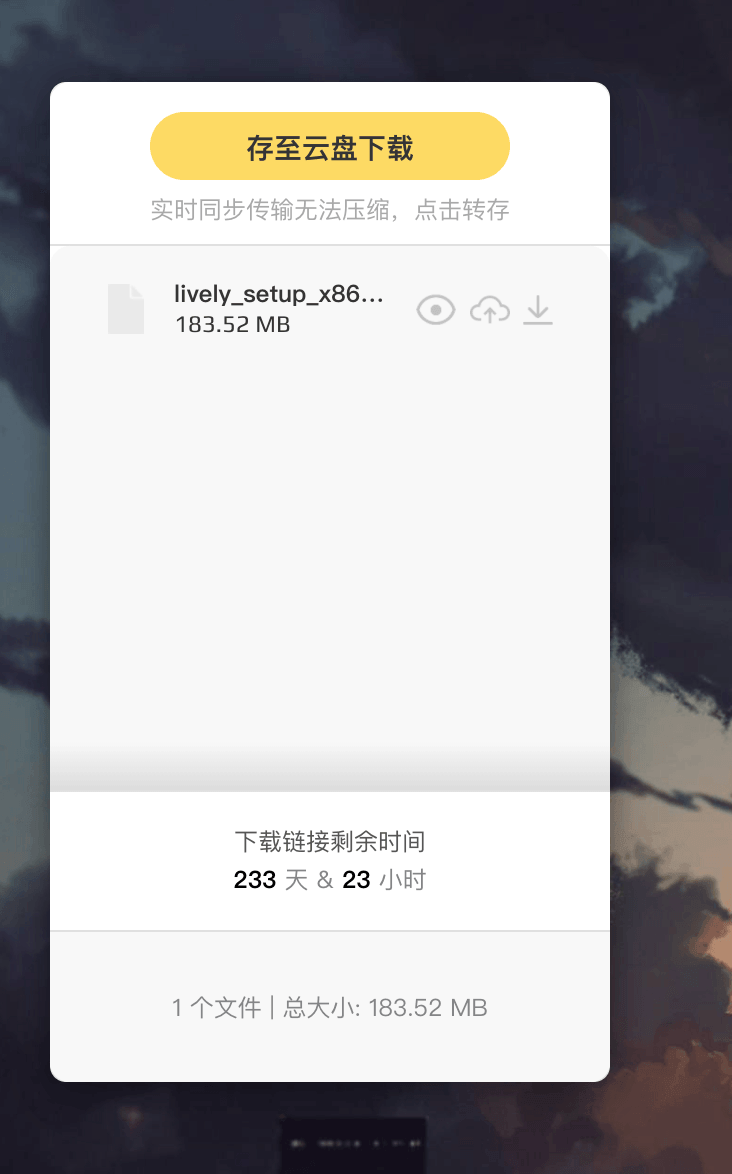 存至云盘下载
实时同步传输无法压缩，点击转存
lively_setup_x86...
183.52 MB
下载链接剩余时间
233 天 & 23 小时
1 个文件 | 总大小: 183.52 MB